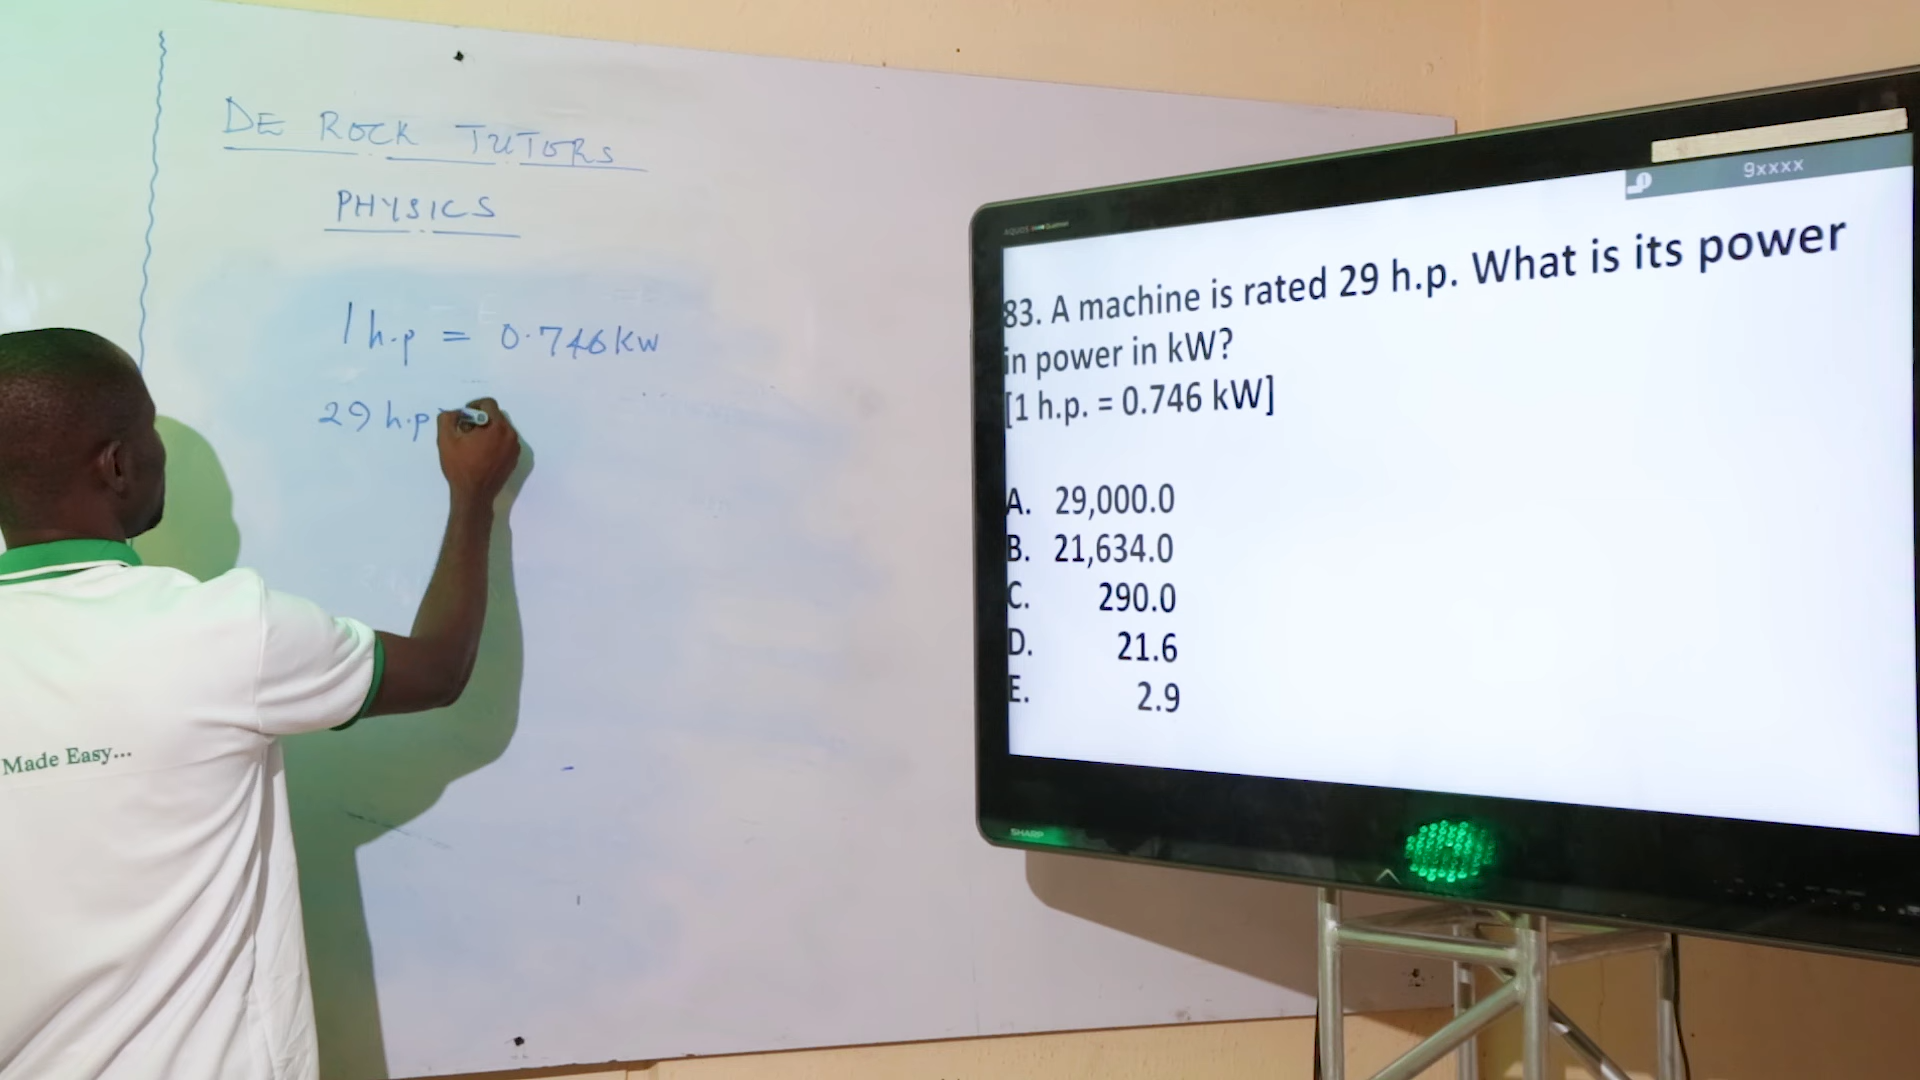 DE ROCK TUTORS
PHYSICS
1 h.p = 0.746 kw
29 h.p
Made Easy...
AQUOS
9xxxx
83. A machine is rated 29 h.p. What is its power
in power in kW?
[1 h.p. = 0.746 kW]
A. 29,000.0
B. 21,634.0
C. 290.0
D. 21.6
E. 2.9
SHARP